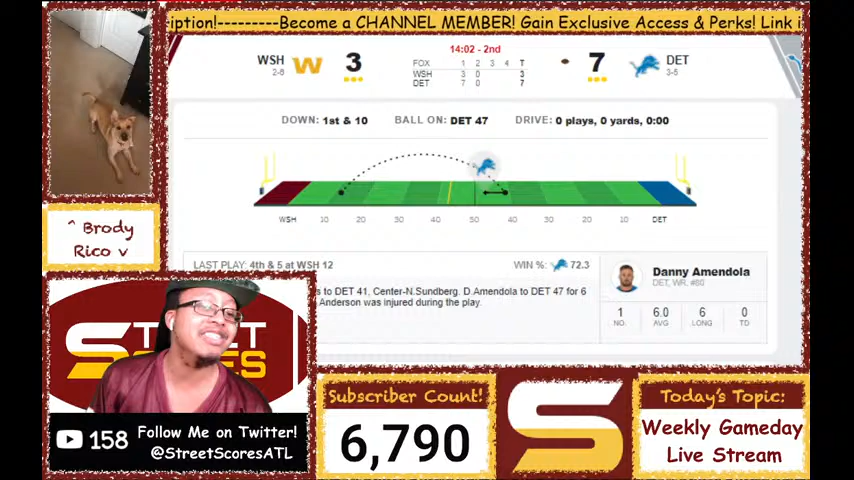 ription!---------Become a CHANNEL MEMBER! Gain Exclusive Access & Perks! Link i
WSH
2-6
3
14:02 - 2nd
FOX 1 2 3 4 T
WSH 3 0 3
DET 7 0 7
7
DET
3-5
DOWN: 1st & 10 BALL ON: DET 47 DRIVE: 0 plays, 0 yards, 0:00
WSH 10 20 30 40 50 40 30 20 10 DET
^ Brody
Rico v
LAST PLAY: 4th & 5 at WSH 12
WIN %: 72.3
s to DET 41, Center-N.Sundberg. D.Amendola to DET 47 for 6
Anderson was injured during the play.
Danny Amendola
DET, WR, #80
1 6.0 6 0
NO. AVG LONG TD
158
Follow Me on Twitter!
@StreetScoresATL
Subscriber Count!
6,790
Today's Topic:
Weekly Gameday
Live Stream